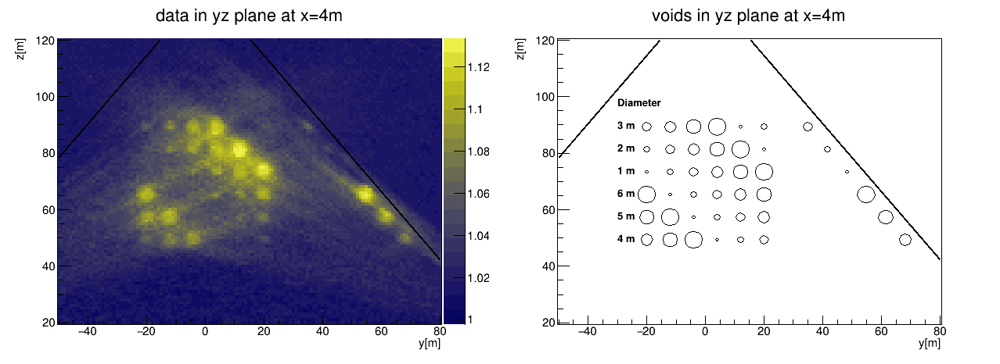 data in yz plane at x=4m
z[m]
120
100
80
60
40
20
−40
−20
0
20
40
60
80
y[m]
1.12
1.1
1.08
1.06
1.04
1.02
1
voids in yz plane at x=4m
z[m]
120
100
80
60
40
20
Diameter
3 m
2 m
1 m
6 m
5 m
4 m
−40
−20
0
20
40
60
80
y[m]